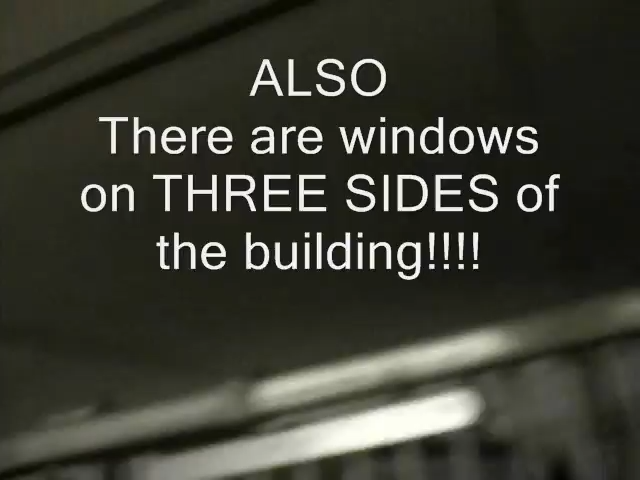 ALSO
There are windows
on THREE SIDES of
the building!!!!